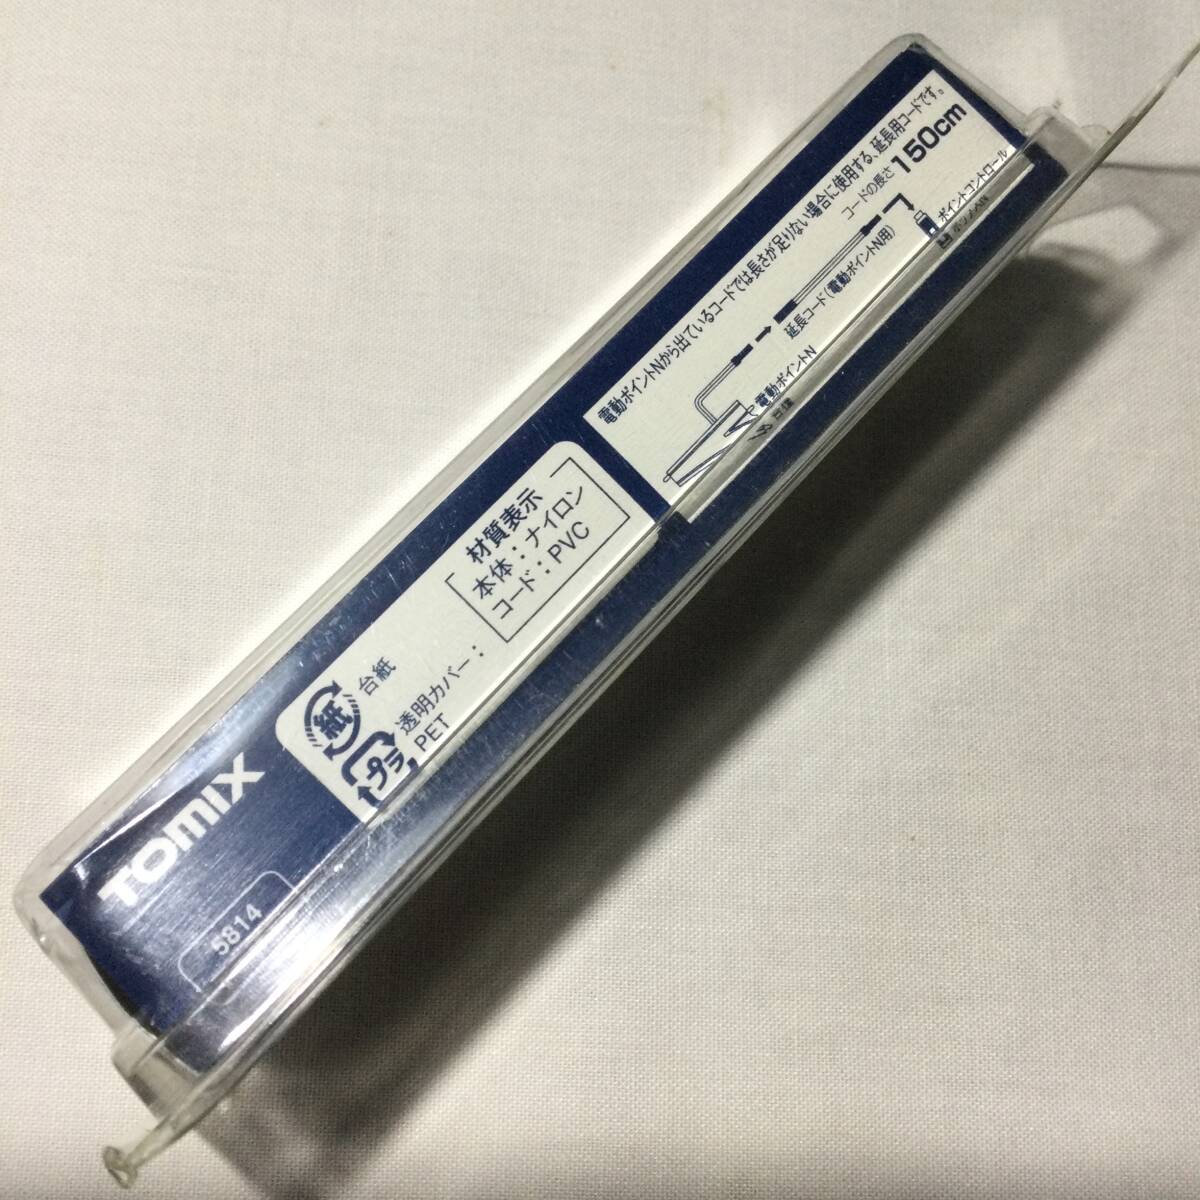 TOMIX
5814
紙
台紙
プラ
透明カバー:
PET
材質表示
本体:ナイロン
コード:PVC
電動ポイントNから出ているコードでは長さが足りない場合に使用する、延長用コードです。
コードの長さ150cm
電動ポイントN
延長コード(電動ポイントN用)
ポイントコントロール